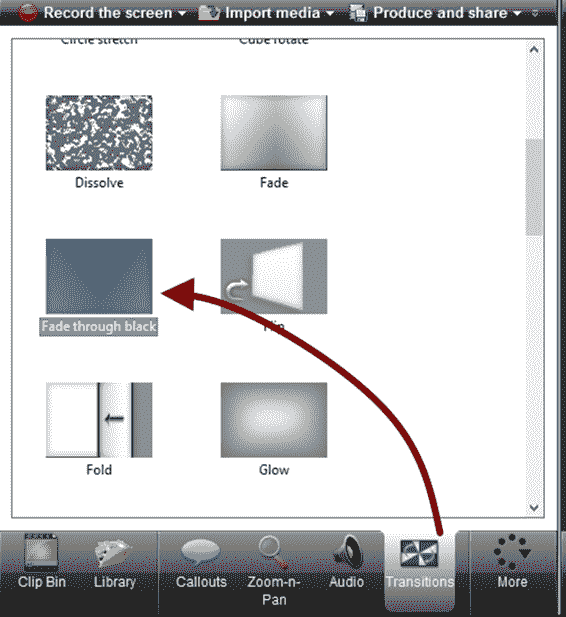 Record the screen Import media Produce and share
Circle stretch Cube rotate
Dissolve Fade
Fade through black Flip
Fold Glow
Clip Bin Library Callouts Zoom-n-
Pan Audio Transitions More